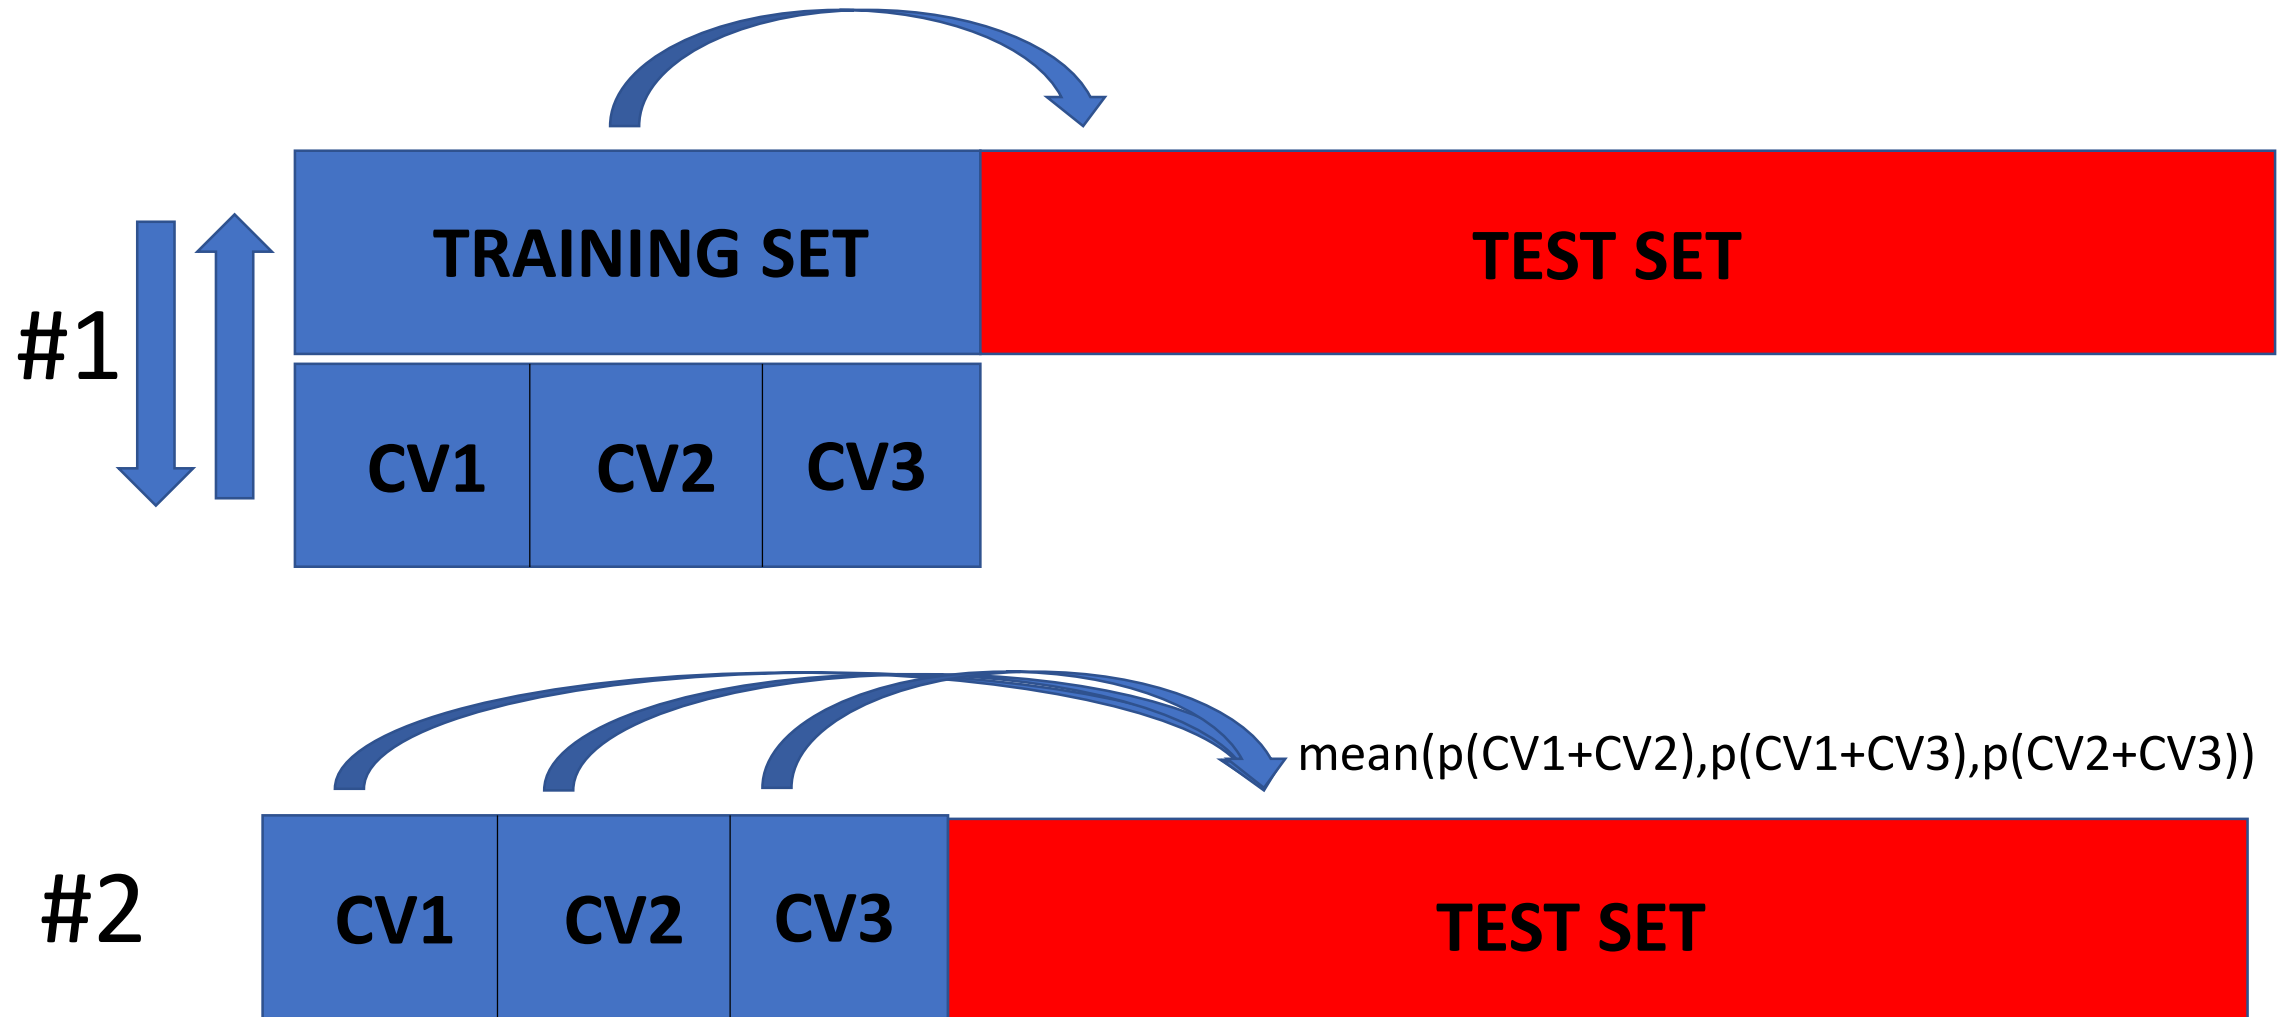 TRAINING SET
TEST SET
#1
CV1
CV2
CV3
mean(p(CV1+CV2),p(CV1+CV3),p(CV2+CV3))
#2
CV1
CV2
CV3
TEST SET